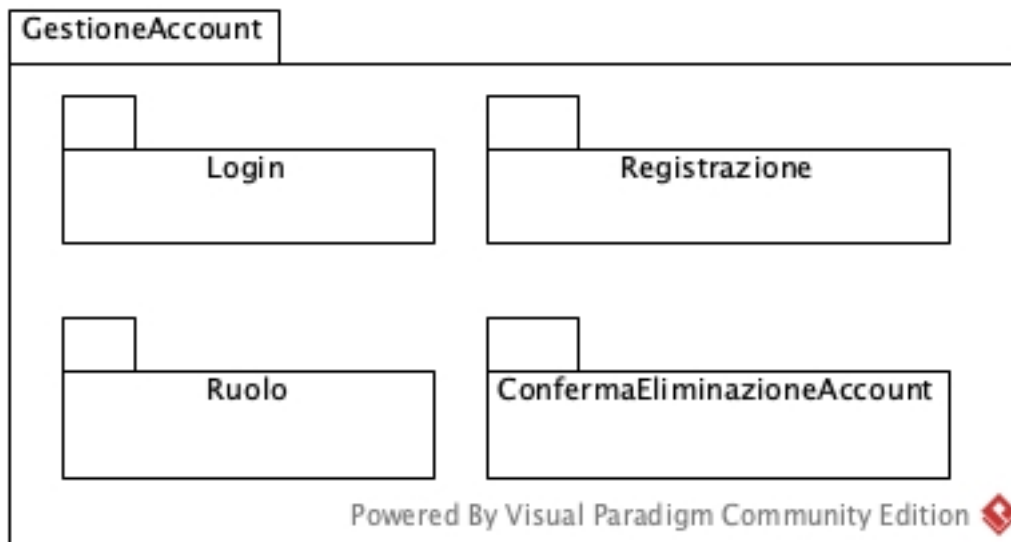 GestioneAccount
Login
Registrazione
Ruolo
ConfermaEliminazioneAccount
Powered By Visual Paradigm Community Edition